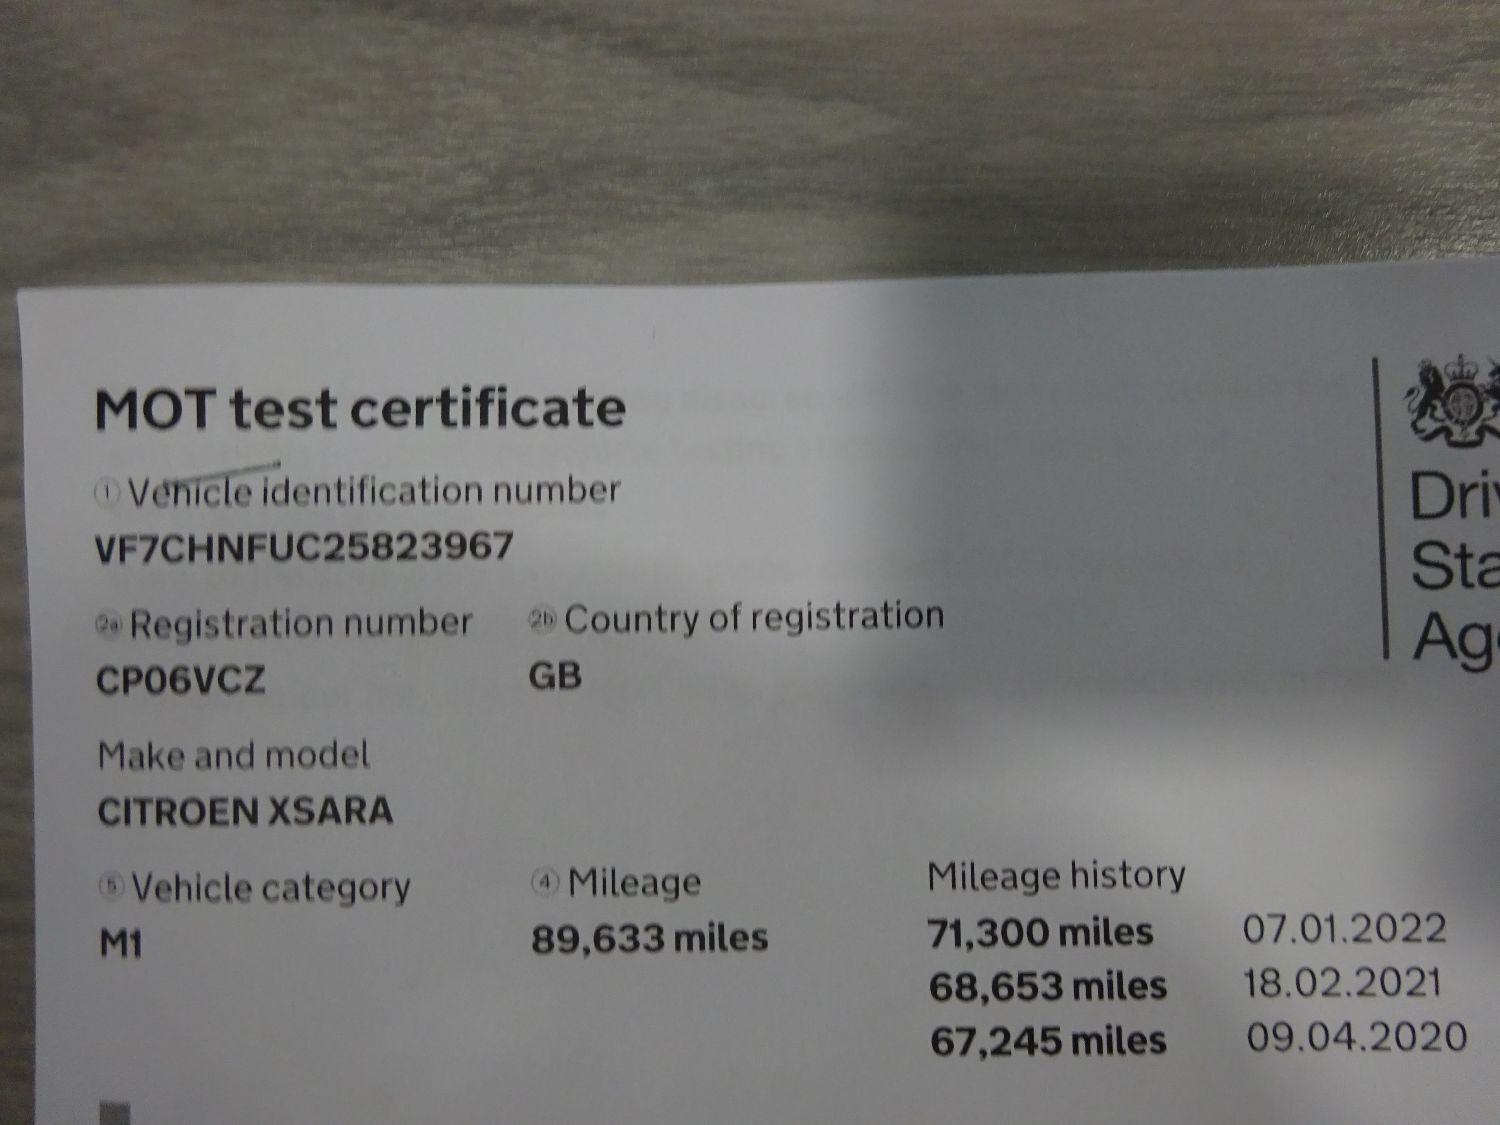 MOT test certificate
① Vehicle identification number
VF7CHNFUC25823967
2a Registration number 2b Country of registration
CP06VCZ GB
Make and model
CITROEN XSARA
⑤ Vehicle category ④ Mileage Mileage history
M1 89,633 miles 71,300 miles 07.01.2022
68,653 miles 18.02.2021
67,245 miles 09.04.2020
Driv
Sta
Age